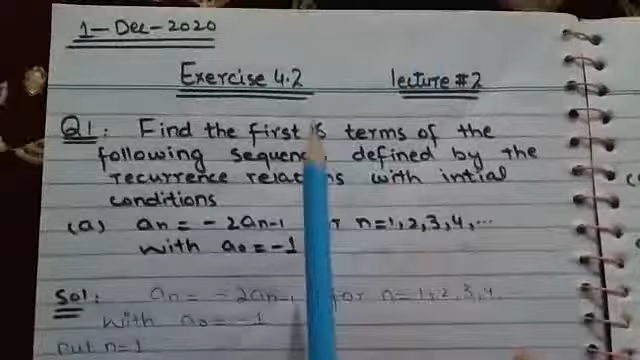 1-Dec-2020
Exercise 4.2 lecture #2
Q1: Find the first terms of the
following defined by the
recurrence with intial
conditions
(a) an = -2an-1 n=1,2,3,4,...
with a0 = -1
Sol: an = -2an-1 for n=1,2,3,4,
with a0 = -1
Put n=1